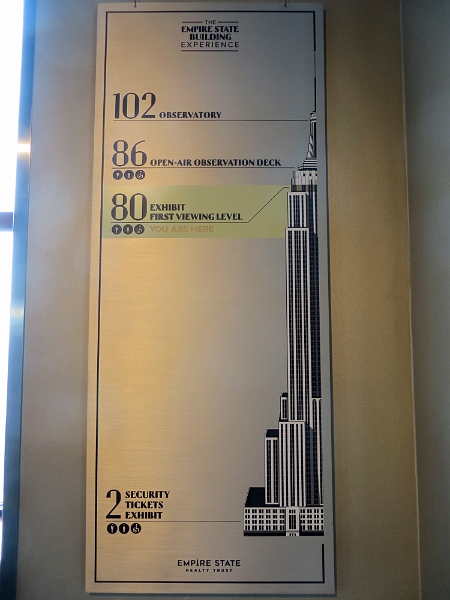 THE
EMPIRE STATE
BUILDING
EXPERIENCE
102 OBSERVATORY
86 OPEN-AIR OBSERVATION DECK
80 EXHIBIT
FIRST VIEWING LEVEL
YOU ARE HERE
2 SECURITY
TICKETS
EXHIBIT
EMPIRE STATE
REALTY TRUST